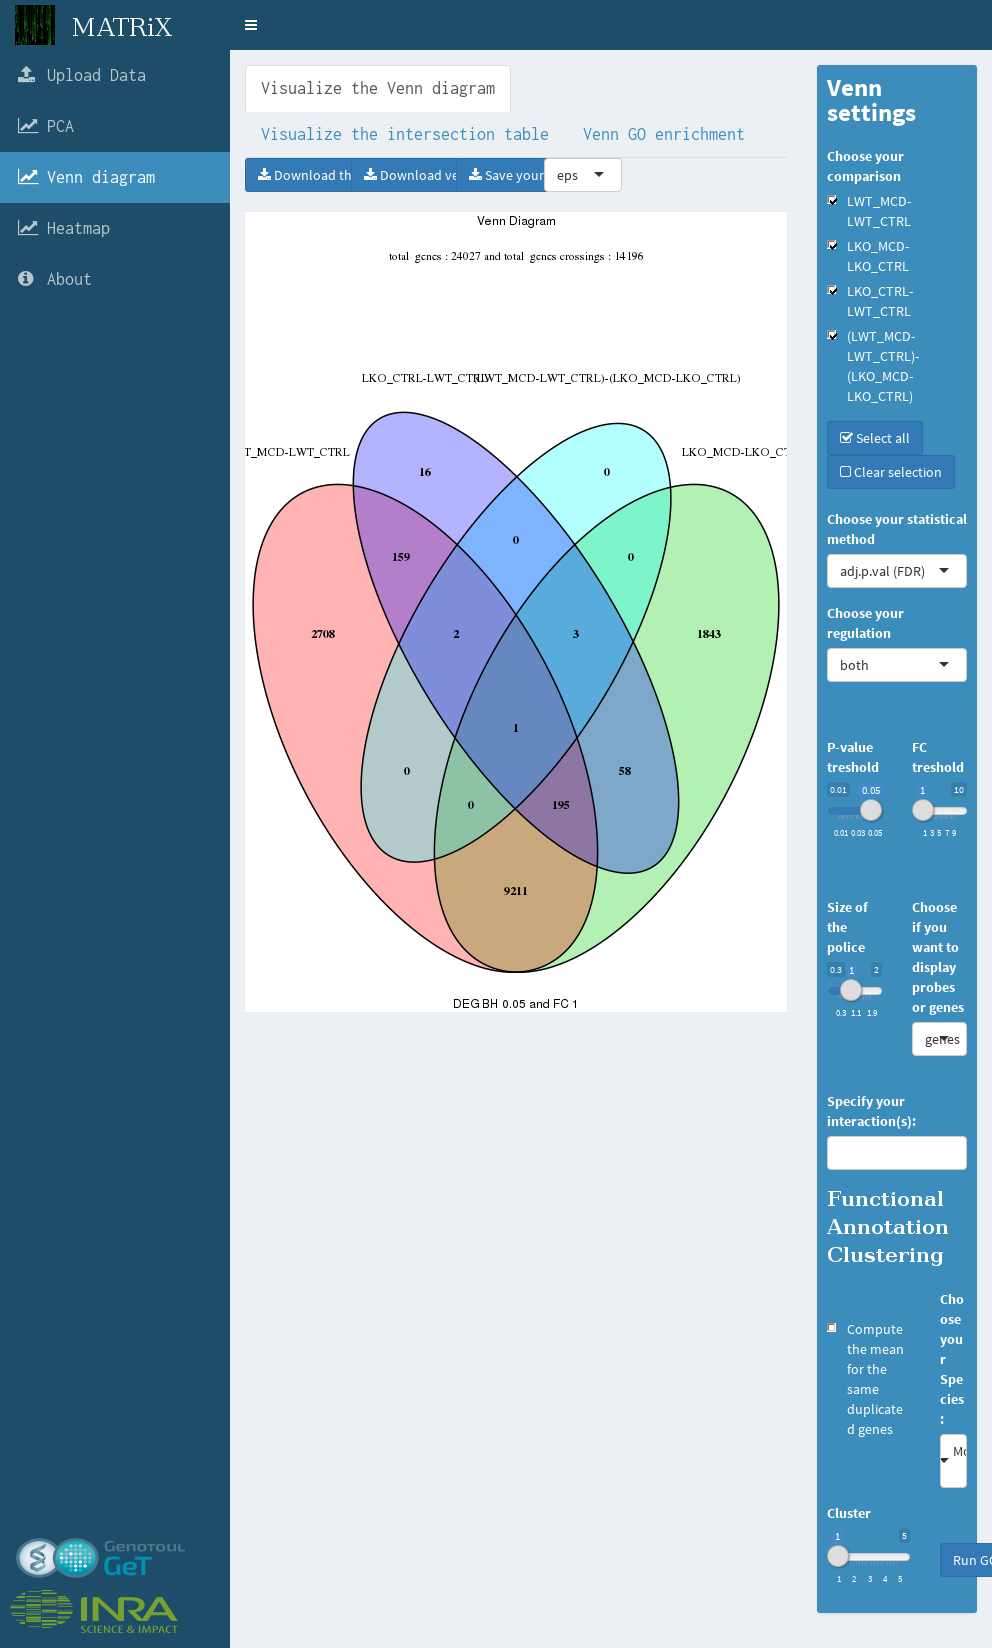 MATRiX
Upload Data
PCA
Venn diagram
Heatmap
About
Visualize the Venn diagram
Visualize the intersection table
Venn GO enrichment
Download th
Download ve
Save your
eps
Venn Diagram
total genes : 24027 and total genes crossings : 14196
LKO_CTRL-LWT_CTRL
(LWT_MCD-LWT_CTRL)-(LKO_MCD-LKO_CTRL)
T_MCD-LWT_CTRL
LKO_MCD-LKO_CT
16
0
0
159
0
2708
2
3
1843
1
0
58
0
195
9211
DEG BH 0.05 and FC 1
Venn
settings
Choose your
comparison
LWT_MCD-
LWT_CTRL
LKO_MCD-
LKO_CTRL
LKO_CTRL-
LWT_CTRL
(LWT_MCD-
LWT_CTRL)-
(LKO_MCD-
LKO_CTRL)
Select all
Clear selection
Choose your statistical
method
adj.p.val (FDR)
Choose your
regulation
both
P-value
treshold
0.01 0.05
0.01 0.03 0.05
FC
treshold
1 10
1 3 5 7 9
Size of
the
police
0.3 1 2
0.3 1.1 1.9
Choose
if you
want to
display
probes
or genes
genes
Specify your
interaction(s):
Functional
Annotation
Clustering
Compute
the mean
for the
same
duplicate
d genes
Cho
ose
you
r
Spe
cies
:
Mo
Cluster
1 5
1 2 3 4 5
Run GO
GENOTOUL
GeT
INRA
SCIENCE & IMPACT